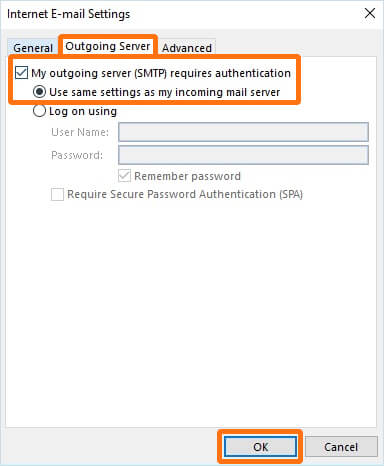 Internet E-mail Settings
General Outgoing Server Advanced
My outgoing server (SMTP) requires authentication
Use same settings as my incoming mail server
Log on using
User Name:
Password:
Remember password
Require Secure Password Authentication (SPA)
OK Cancel